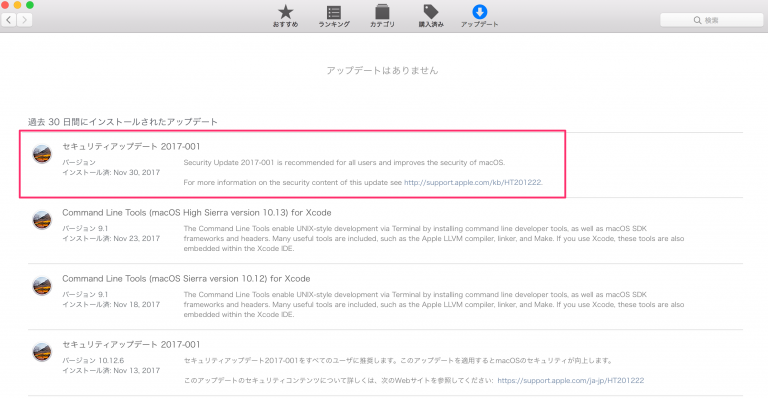 おすすめ ランキング カテゴリ 購入済み アップデート 検索
アップデートはありません
過去 30 日間にインストールされたアップデート
セキュリティアップデート 2017-001
バージョン
インストール済: Nov 30, 2017
Security Update 2017-001 is recommended for all users and improves the security of macOS.
For more information on the security content of this update see http://support.apple.com/kb/HT201222.
Command Line Tools (macOS High Sierra version 10.13) for Xcode
バージョン 9.1
インストール済: Nov 23, 2017
The Command Line Tools enable UNIX-style development via Terminal by installing command line developer tools, as well as macOS SDK
frameworks and headers. Many useful tools are included, such as the Apple LLVM compiler, linker, and Make. If you use Xcode, these tools are also
embedded within the Xcode IDE.
Command Line Tools (macOS Sierra version 10.12) for Xcode
バージョン 9.1
インストール済: Nov 18, 2017
The Command Line Tools enable UNIX-style development via Terminal by installing command line developer tools, as well as macOS SDK
frameworks and headers. Many useful tools are included, such as the Apple LLVM compiler, linker, and Make. If you use Xcode, these tools are also
embedded within the Xcode IDE.
セキュリティアップデート 2017-001
バージョン 10.12.6
インストール済: Nov 13, 2017
セキュリティアップデート2017-001をすべてのユーザに推奨します。このアップデートを適用するとmacOSのセキュリティが向上します。
このアップデートのセキュリティコンテンツについて詳しくは、次のWebサイトを参照してください: https://support.apple.com/ja-jp/HT201222